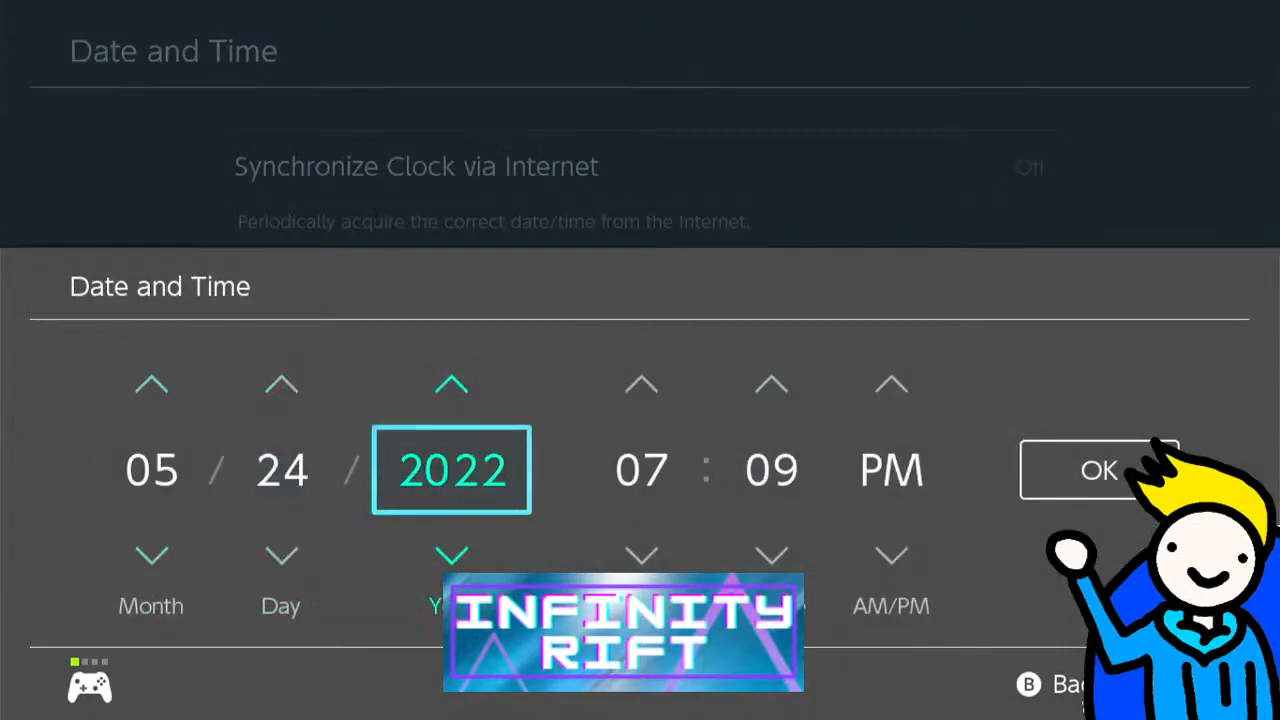 Date and Time
Synchronize Clock via Internet Off
Periodically acquire the correct date/time from the Internet.
Date and Time
05 / 24 / 2022 07 : 09 PM OK
Month Day AM/PM
INFINITY
RIFT
B